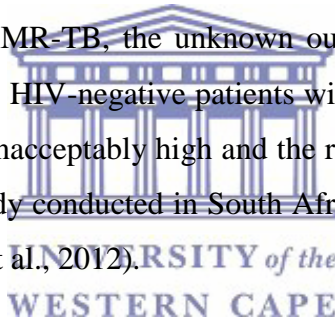 MR-TB, the unknown ou
HIV-negative patients wi
nacceptably high and the r
dy conducted in South Afr
t al., 2012).
UNIVERSITY of the
WESTERN CAPE